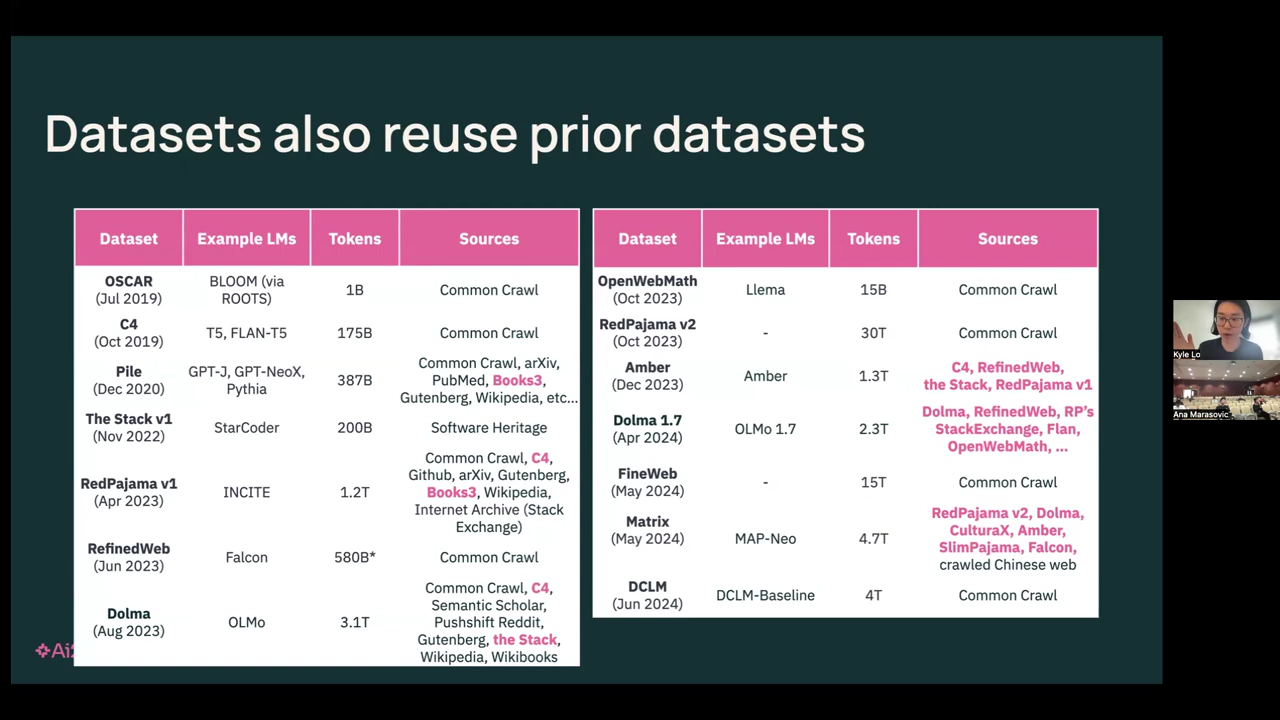 Datasets also reuse prior datasets
Dataset Example LMs Tokens Sources
OSCAR
(Jul 2019)
BLOOM (via
ROOTS)
1B
Common Crawl
C4
(Oct 2019)
T5, FLAN-T5
175B
Common Crawl
Pile
(Dec 2020)
GPT-J, GPT-NeoX,
Pythia
387B
Common Crawl, arXiv,
PubMed, Books3,
Gutenberg, Wikipedia, etc...
The Stack v1
(Nov 2022)
StarCoder
200B
Software Heritage
RedPajama v1
(Apr 2023)
INCITE
1.2T
Common Crawl, C4,
Github, arXiv, Gutenberg,
Books3, Wikipedia,
Internet Archive (Stack
Exchange)
RefinedWeb
(Jun 2023)
Falcon
580B*
Common Crawl
Dolma
(Aug 2023)
OLMo
3.1T
Common Crawl, C4,
Semantic Scholar,
Pushshift Reddit,
Gutenberg, the Stack,
Wikipedia, Wikibooks
Dataset Example LMs Tokens Sources
OpenWebMath
(Oct 2023)
Llema
15B
Common Crawl
RedPajama v2
(Oct 2023)
-
30T
Common Crawl
Amber
(Dec 2023)
Amber
1.3T
C4, RefinedWeb,
the Stack, RedPajama v1
Dolma 1.7
(Apr 2024)
OLMo 1.7
2.3T
Dolma, RefinedWeb, RP's
StackExchange, Flan,
OpenWebMath, ...
FineWeb
(May 2024)
-
15T
Common Crawl
Matrix
(May 2024)
MAP-Neo
4.7T
RedPajama v2, Dolma,
CulturaX, Amber,
SlimPajama, Falcon,
crawled Chinese web
DCLM
(Jun 2024)
DCLM-Baseline
4T
Common Crawl
Ai2
Kyle Lo
Ana Marasovic